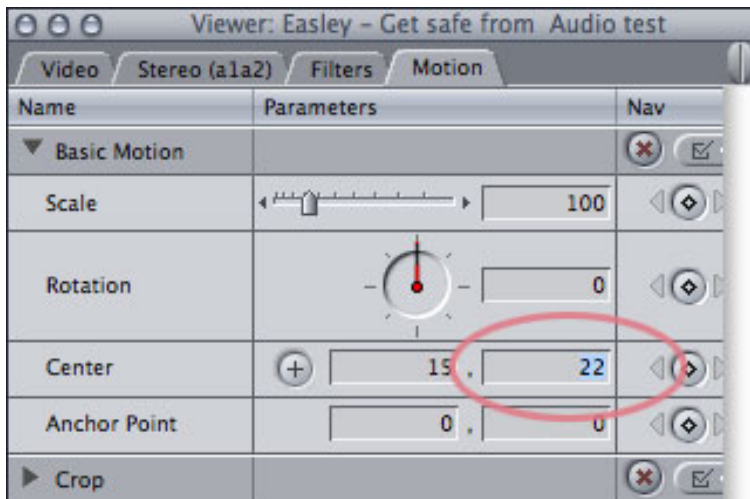 Viewer: Easley – Get safe from Audio test
Video Stereo (a1a2) Filters Motion
Name Parameters Nav
Basic Motion
Scale 100
Rotation 0
Center 15 , 22
Anchor Point 0 , 0
Crop